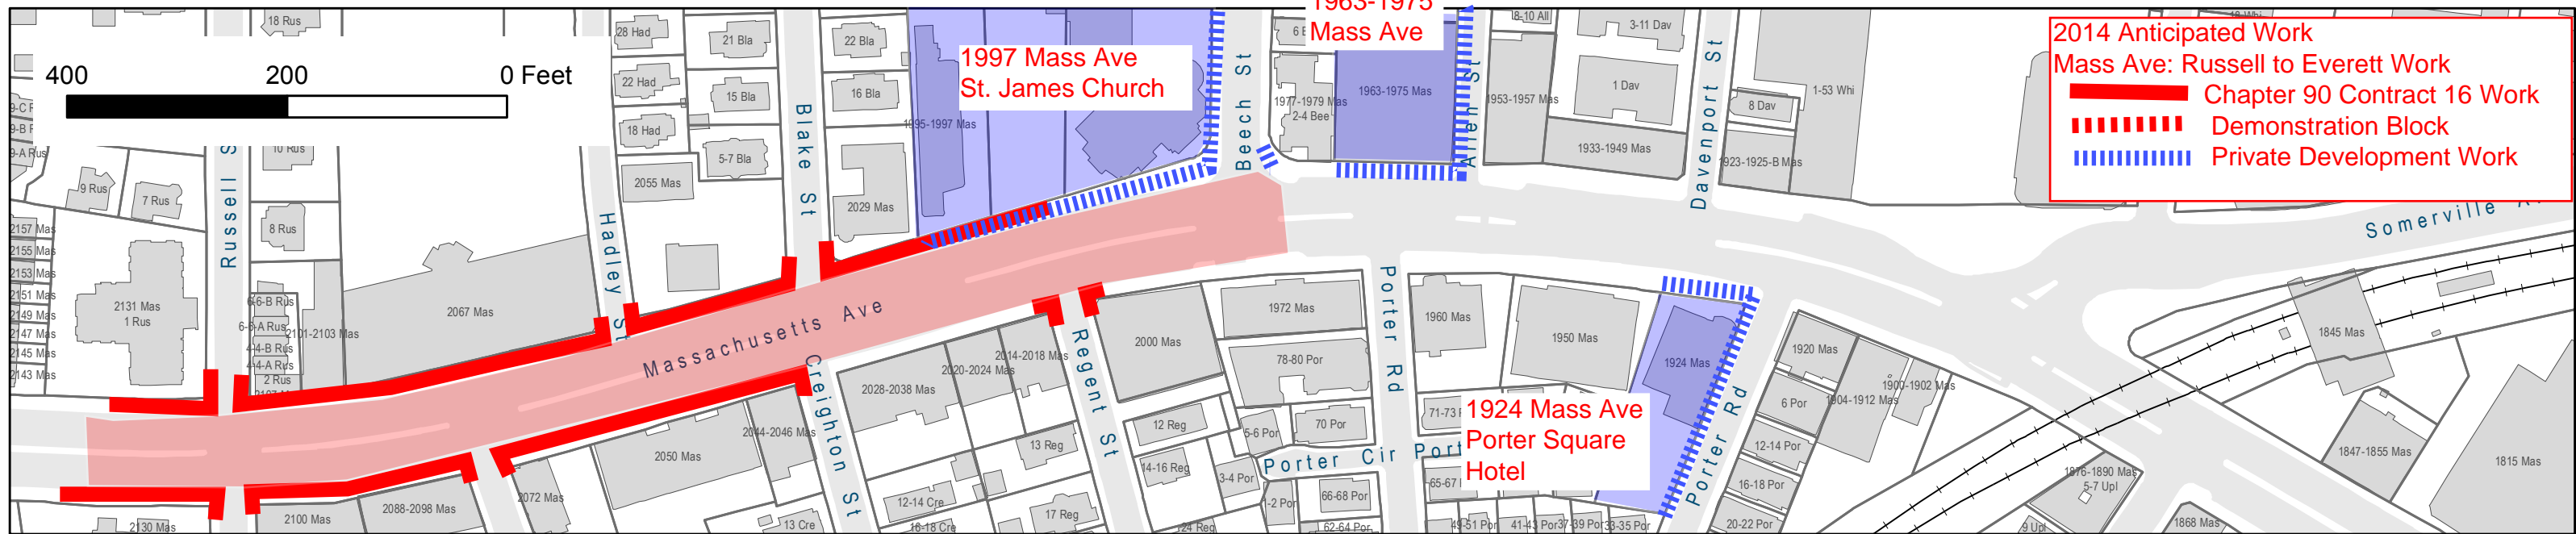 1963-1975
Mass Ave
1997 Mass Ave
St. James Church
2014 Anticipated Work
Mass Ave: Russell to Everett Work
Chapter 90 Contract 16 Work
Demonstration Block
Private Development Work
400 200 0 Feet
18 Rus
28 Had
21 Bla
22 Bla
8-10 All
3-11 Dav
22 Had
15 Bla
16 Bla
1977-1979 Mas
2-4 Bee
1963-1975 Mas
1953-1957 Mas
1 Dav
8 Dav
1-53 Whi
18 Had
1995-1997 Mas
9-A Rus
10 Rus
5-7 Bla
1933-1949 Mas
1923-1925-B Mas
9 Rus
7 Rus
2055 Mas
2029 Mas
8 Rus
Russell S
Hadley St
Blake St
Beech St
Allen St
Davenport St
Somerville A
2157 Mas
2155 Mas
2153 Mas
2151 Mas
2149 Mas
2147 Mas
2145 Mas
2143 Mas
2131 Mas
1 Rus
6-6-B Rus
6-6-A Rus
4-4-B Rus
4-4-A Rus
2 Rus
2101-2103 Mas
2067 Mas
Massachusetts Ave
Creighton St
Regent St
Porter Rd
Porter Rd
2014-2018 Mas
2020-2024 Mas
2028-2038 Mas
2000 Mas
1972 Mas
78-80 Por
1960 Mas
1950 Mas
1924 Mas
1920 Mas
1900-1902 Mas
1904-1912 Mas
6 Por
1845 Mas
1924 Mass Ave
Porter Square
Hotel
2044-2046 Mas
2050 Mas
2072 Mas
2088-2098 Mas
2100 Mas
2130 Mas
12 Reg
13 Reg
14-16 Reg
17 Reg
24 Reg
5-6 Por
3-4 Por
1-2 Por
70 Por
66-68 Por
62-64 Por
71-73
65-67
Porter Cir
12-14 Cre
16-18 Cre
13 Cre
49-51 Por
41-43 Por
37-39 Por
33-35 Por
12-14 Por
16-18 Por
20-22 Por
1876-1890 Mas
5-7 Upl
9 Upl
1868 Mas
1847-1855 Mas
1815 Mas